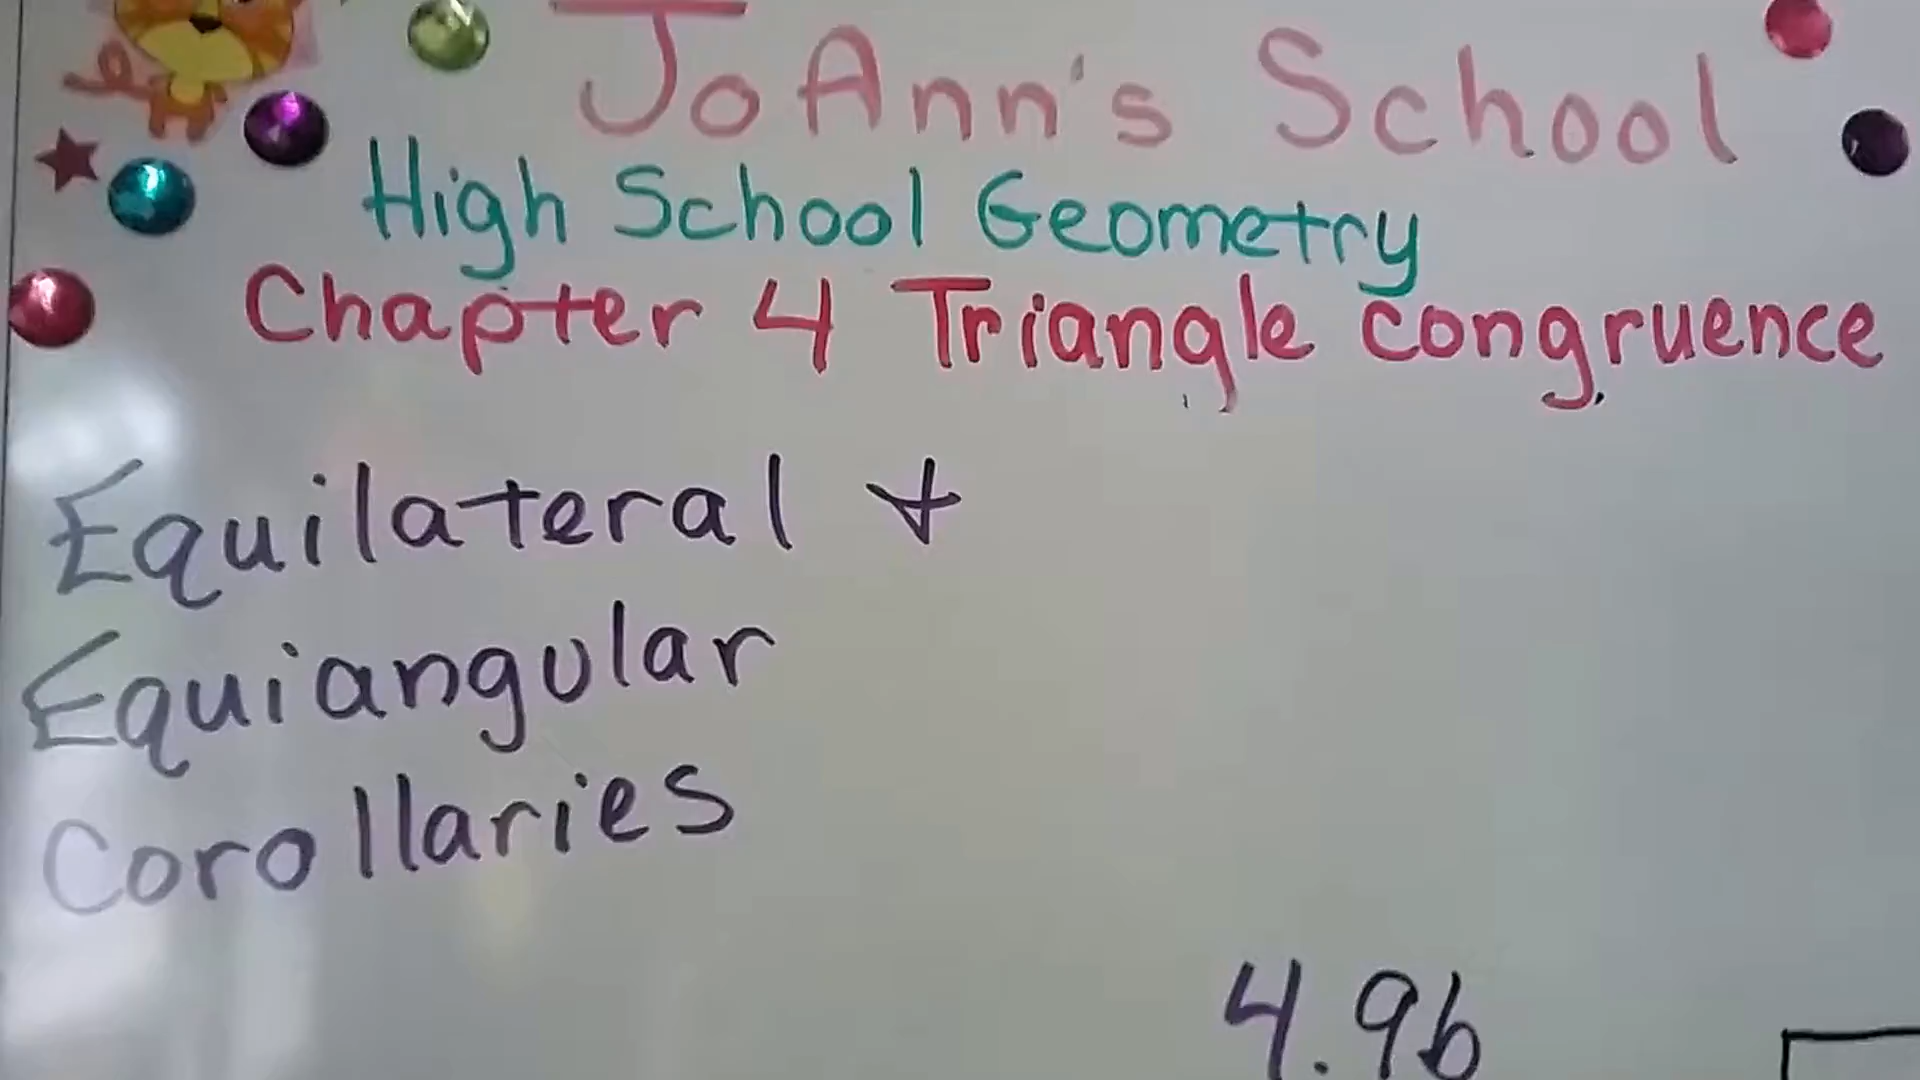 JoAnn's School
High School Geometry
Chapter 4 Triangle congruence
Equilateral +
Equiangular
Corollaries
4.9b